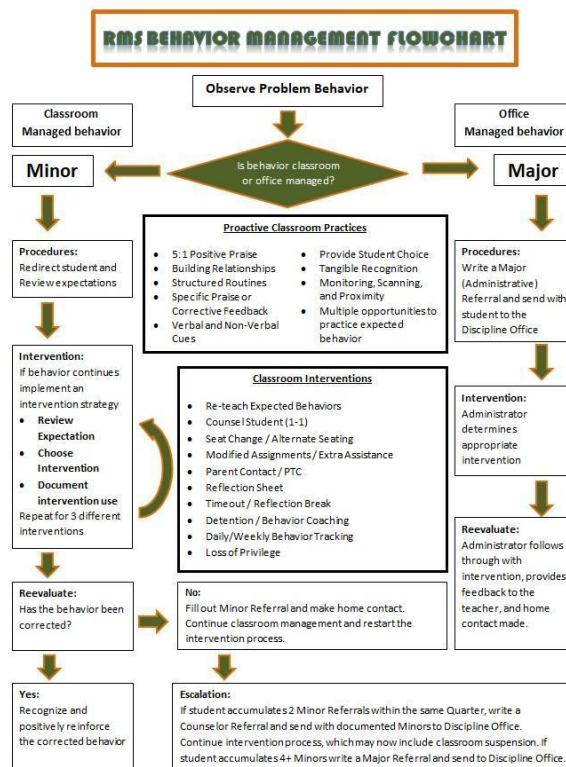 RMS BEHAVIOR MANAGEMENT FLOWCHART
Observe Problem Behavior
Classroom
Managed behavior
Office
Managed behavior
Is behavior classroom
or office managed?
Minor
Major
Proactive Classroom Practices
• 5:1 Positive Praise
• Building Relationships
• Structured Routines
• Specific Praise or
Corrective Feedback
• Verbal and Non-Verbal
Cues
• Provide Student Choice
• Tangible Recognition
• Monitoring, Scanning,
and Proximity
• Multiple opportunities to
practice expected
behavior
Procedures:
Redirect student and
Review expectations
Procedures:
Write a Major
(Administrative)
Referral and send with
student to the
Discipline Office
Intervention:
If behavior continues
implement an
intervention strategy
• Review
Expectation
• Choose
Intervention
• Document
intervention use
Repeat for 3 different
interventions
Classroom Interventions
• Re-teach Expected Behaviors
• Counsel Student (1-1)
• Seat Change / Alternate Seating
• Modified Assignments / Extra Assistance
• Parent Contact / PTC
• Reflection Sheet
• Timeout / Reflection Break
• Detention / Behavior Coaching
• Daily/Weekly Behavior Tracking
• Loss of Privilege
Intervention:
Administrator
determines
appropriate
intervention
Reevaluate:
Administrator follows
through with
intervention, provides
feedback to the
teacher, and home
contact made.
Reevaluate:
Has the behavior been
corrected?
No:
Fill out Minor Referral and make home contact.
Continue classroom management and restart the
intervention process.
Yes:
Recognize and
positively reinforce
the corrected behavior
Escalation:
If student accumulates 2 Minor Referrals within the same Quarter, write a
Counselor Referral and send with documented Minors to Discipline Office.
Continue intervention process, which may now include classroom suspension. If
student accumulates 4+ Minors write a Major Referral and send to Discipline Office.